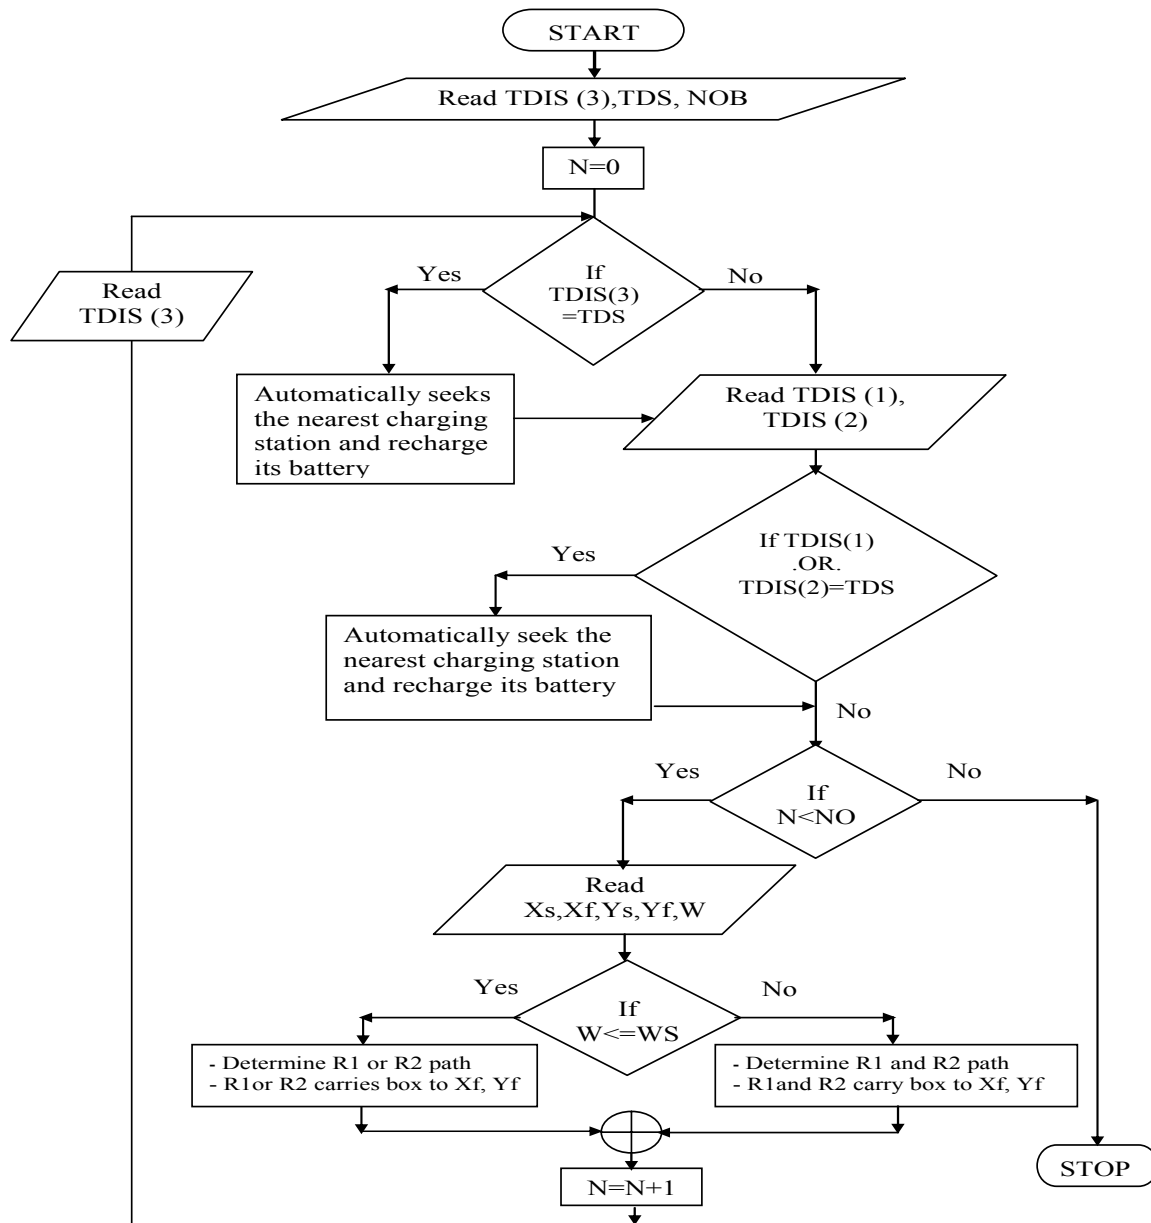 START
Read TDIS (3),TDS, NOB
N=0
Read
TDIS (3)
Yes
If
TDIS(3)
=TDS
No
Automatically seeks
the nearest charging
station and recharge
its battery
Read TDIS (1),
TDIS (2)
Yes
If TDIS(1)
.OR.
TDIS(2)=TDS
Automatically seek the
nearest charging station
and recharge its battery
No
Yes
If
N<NO
No
Read
Xs,Xf,Ys,Yf,W
Yes
If
W<=WS
No
- Determine R1 or R2 path
- R1or R2 carries box to Xf, Yf
- Determine R1 and R2 path
- R1and R2 carry box to Xf, Yf
N=N+1
STOP